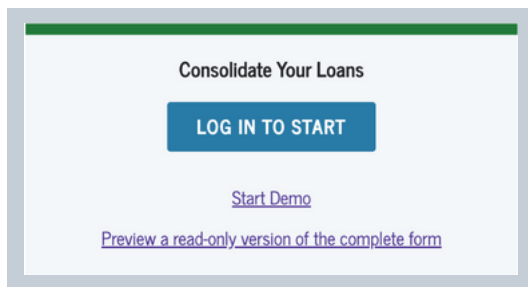 Consolidate Your Loans
LOG IN TO START
Start Demo
Preview a read-only version of the complete form